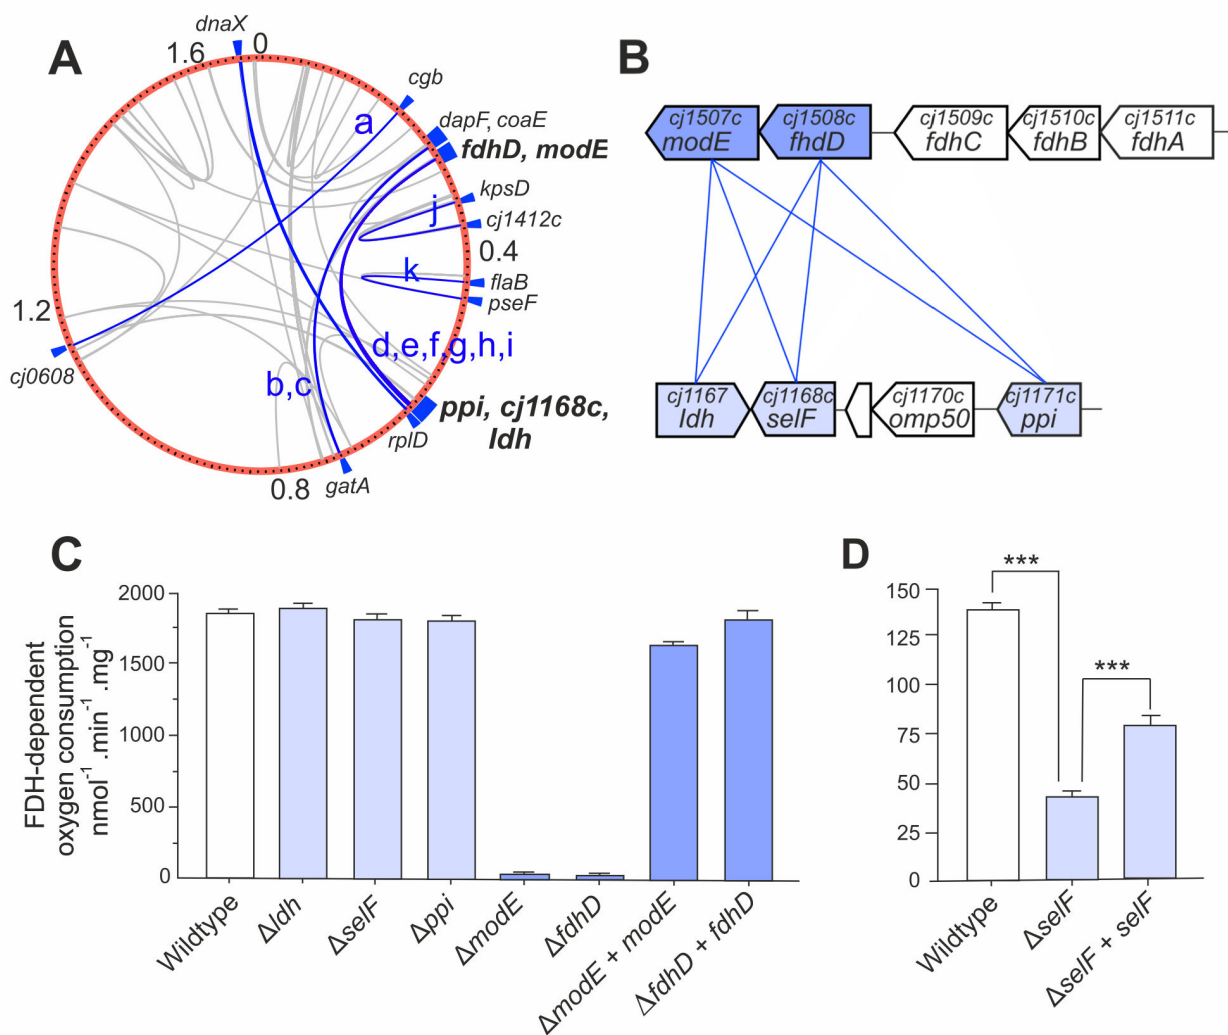 A
dnaX
0
1.6
cgb
a
dapF, coaE
fdhD, modE
kpsD
j
cj1412c
0.4
k
flaB
pseF
1.2
cj0608
d,e,f,g,h,i
b,c
ppi, cj1168c,
ldh
rplD
gatA
0.8
B
cj1507c cj1508c cj1509c cj1510c cj1511c
modE fhdD fdhC fdhB fdhA
cj1167 cj1168c cj1170c cj1171c
ldh selF omp50 ppi
C
FDH-dependent
oxygen consumption
nmol⁻¹ .min⁻¹ .mg⁻¹
2000
1500
1000
500
0
Wildtype
Δldh
ΔselF
Δppi
ΔmodE
ΔfdhD
ΔmodE + modE
ΔfdhD + fdhD
D
***
***
150
125
100
75
50
25
0
Wildtype
ΔselF
ΔselF + selF